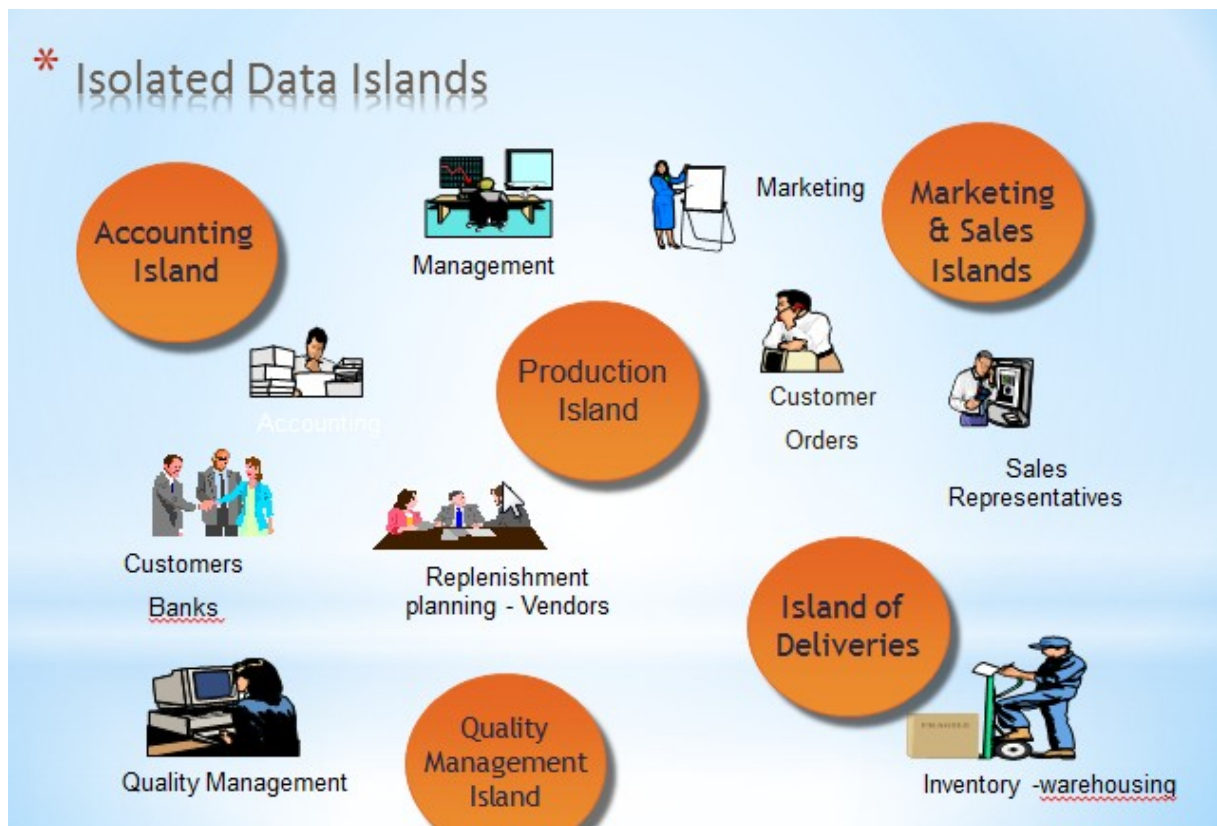 * Isolated Data Islands
Accounting
Island
Management
Marketing
Marketing
& Sales
Islands
Production
Island
Customer
Orders
Accounting
Sales
Representatives
Customers
Banks
Replenishment
planning - Vendors
Island of
Deliveries
FRAGILE
Quality Management
Quality
Management
Island
Inventory -warehousing